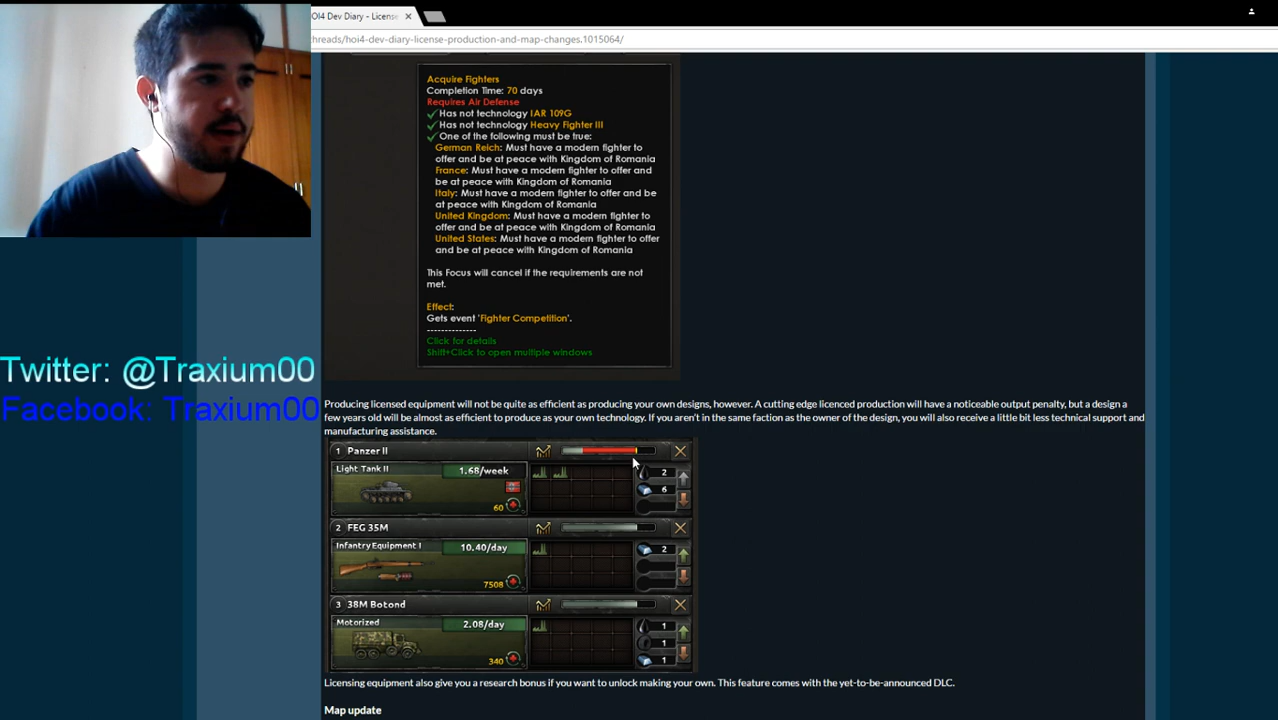 HOI4 Dev Diary - License
hreads/hoi4-dev-diary-license-production-and-map-changes.1015064/
Acquire Fighters
Completion Time: 70 days
Requires Air Defense
Has not technology IAR 109G
Has not technology Heavy Fighter III
One of the following must be true:
German Reich: Must have a modern fighter to
offer and be at peace with Kingdom of Romania
France: Must have a modern fighter to offer and
be at peace with Kingdom of Romania
Italy: Must have a modern fighter to offer and be
at peace with Kingdom of Romania
United Kingdom: Must have a modern fighter to
offer and be at peace with Kingdom of Romania
United States: Must have a modern fighter to offer
and be at peace with Kingdom of Romania
This Focus will cancel if the requirements are not
met.
Effect:
Gets event 'Fighter Competition'.
--------------
Click for details
Shift+Click to open multiple windows
Twitter: @Traxium00
Facebook: Traxium00
Producing licensed equipment will not be quite as efficient as producing your own designs, however. A cutting edge licenced production will have a noticeable output penalty, but a design a
few years old will be almost as efficient to produce as your own technology. If you aren't in the same faction as the owner of the design, you will also receive a little bit less technical support and
manufacturing assistance.
1 Panzer II
Light Tank II 1.68/week 2
6
60
2 FEG 35M
Infantry Equipment I 10.40/day 2
7508
3 38M Botond
Motorized 2.08/day 1
1
340 1
Licensing equipment also give you a research bonus if you want to unlock making your own. This feature comes with the yet-to-be-announced DLC.
Map update